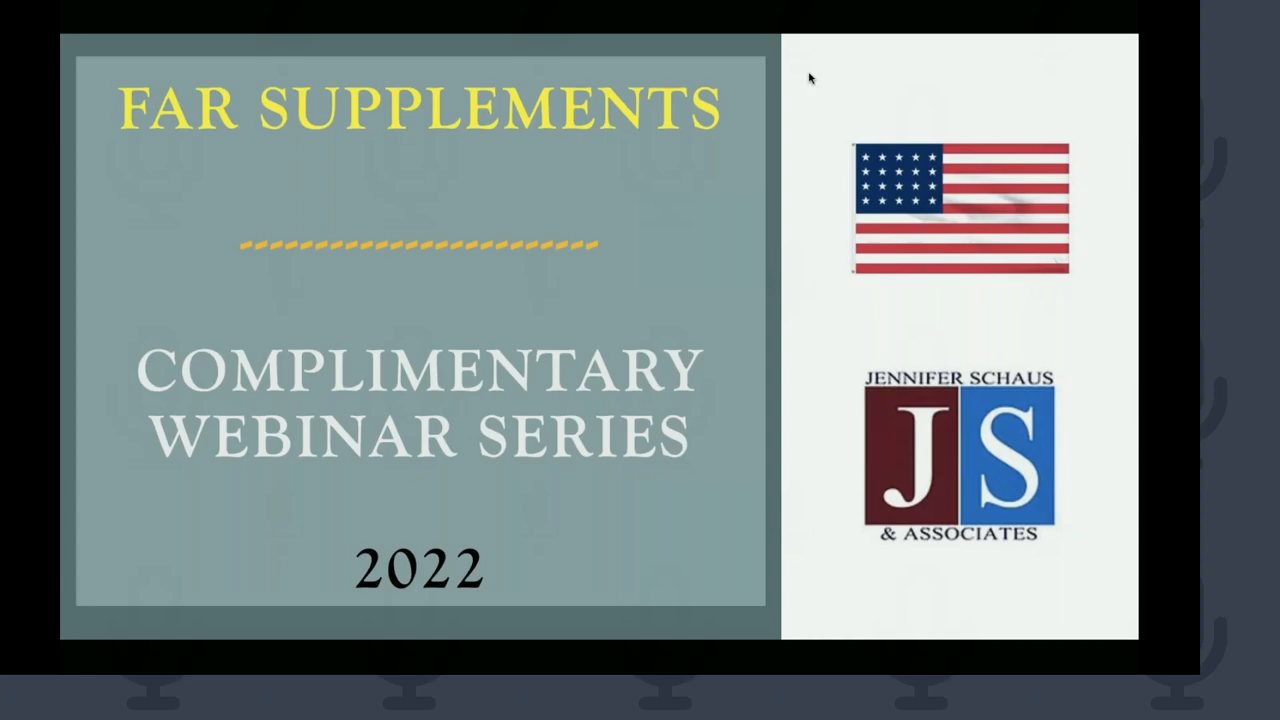 FAR SUPPLEMENTS
COMPLIMENTARY
WEBINAR SERIES
2022
JENNIFER SCHAUS
JS
& ASSOCIATES